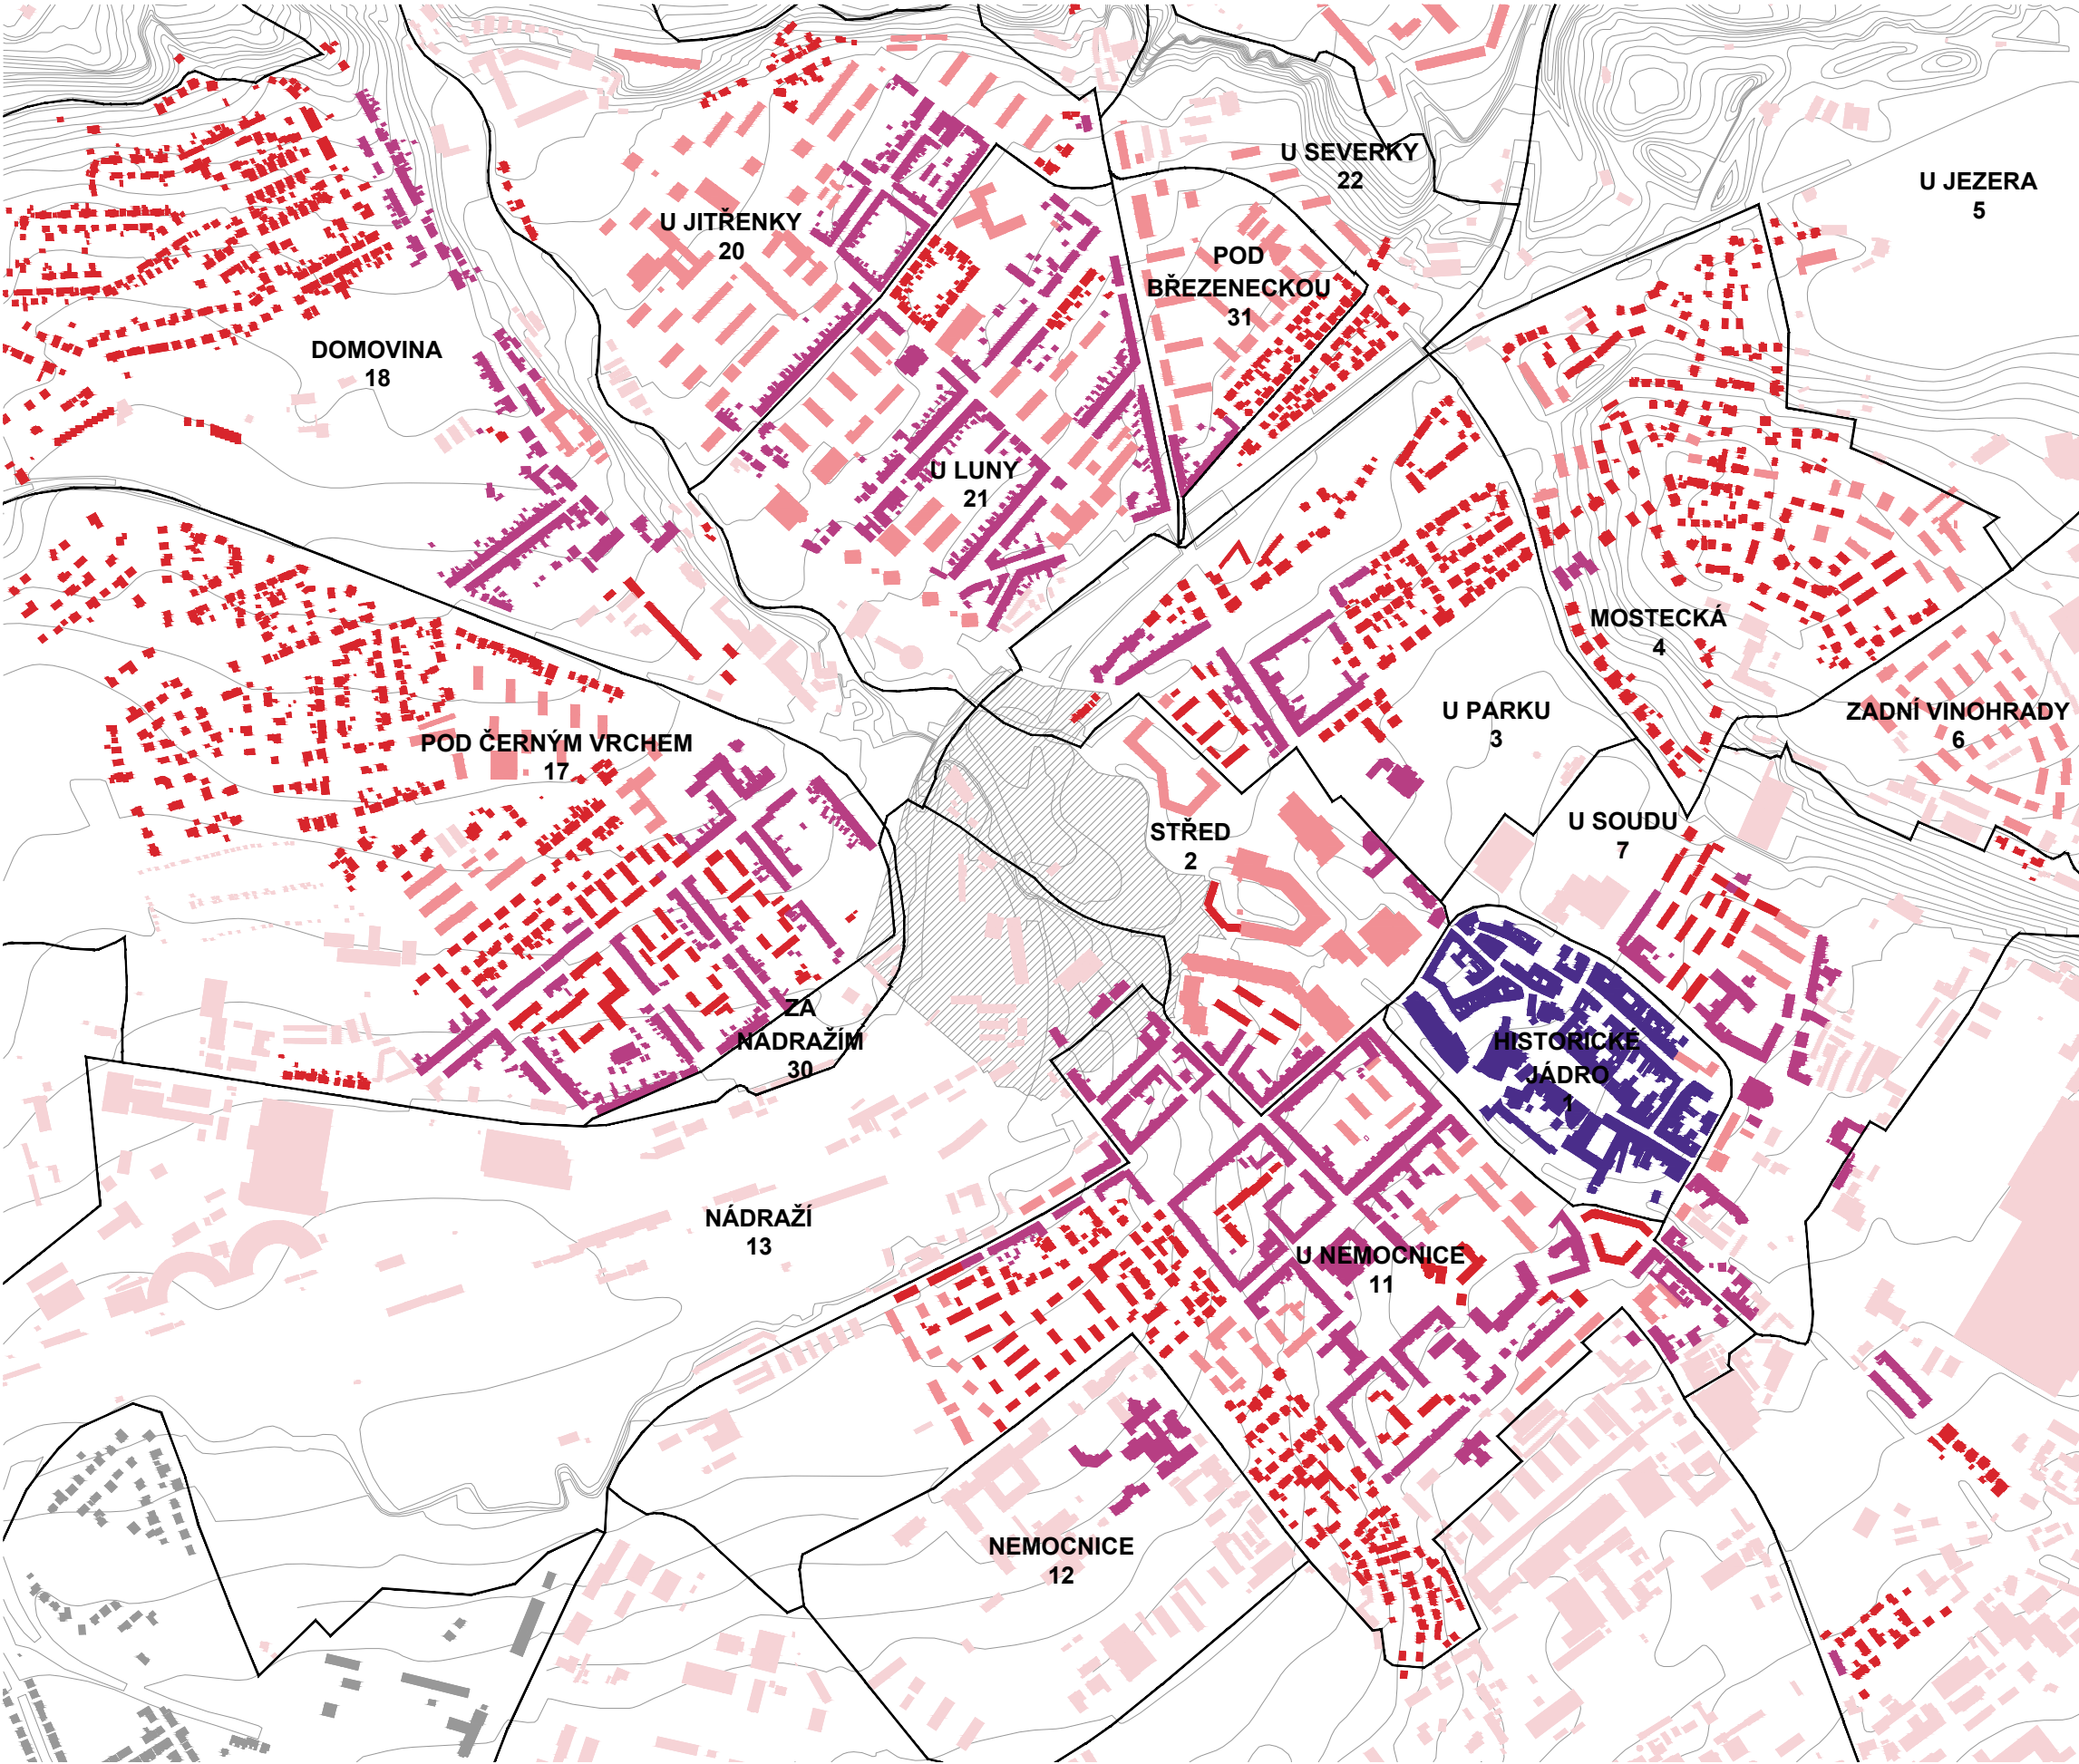 U SEVERKY
22
U JEZERA
5
U JITŘENKY
20
POD
BŘEZENECKOU
31
DOMOVINA
18
U LUNY
21
MOSTECKÁ
4
U PARKU
3
ZADNÍ VINOHRADY
6
POD ČERNÝM VRCHEM
17
STŘED
2
U SOUDU
7
ZA
NADRAŽÍM
30
HISTORICKÉ
JÁDRO
1
NÁDRAŽÍ
13
U NEMOCNICE
11
NEMOCNICE
12